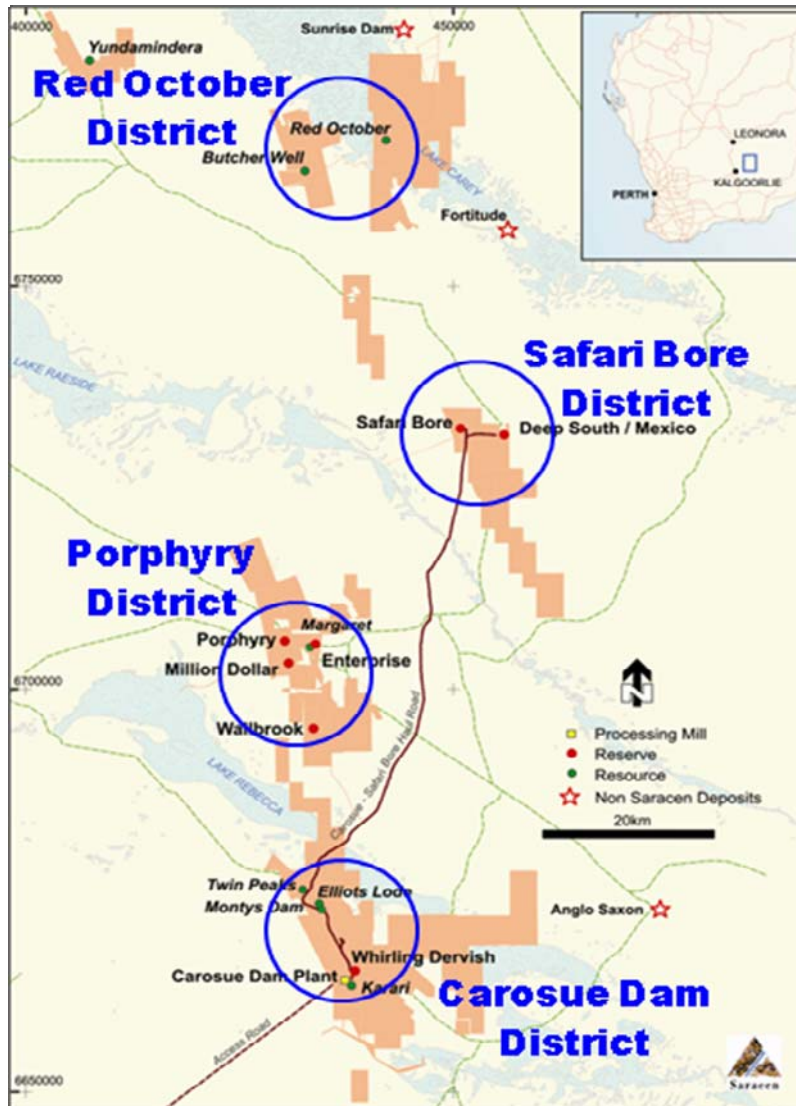 400000
450000
Sunrise Dam
Yundamindera
Red October
District
Red October
Butcher Well
LAKE CAREY
Fortitude
LEONORA
KALGOORLIE
PERTH
6750000
LAKE RAESIDE
Safari Bore
District
Safari Bore
Deep South / Mexico
Porphyry
District
Margaret
Porphyry
Enterprise
Million Dollar
6700000
Wallbrook
N
Processing Mill
Reserve
Resource
Non Saracen Deposits
20km
LAKE REBECCA
Carosue - Safari Bore Haul Road
Twin Peaks
Elliots Lode
Montys Dam
Anglo Saxon
Whirling Dervish
Carosue Dam Plant
Karari
Carosue Dam
District
Access Road
6650000
Saracen